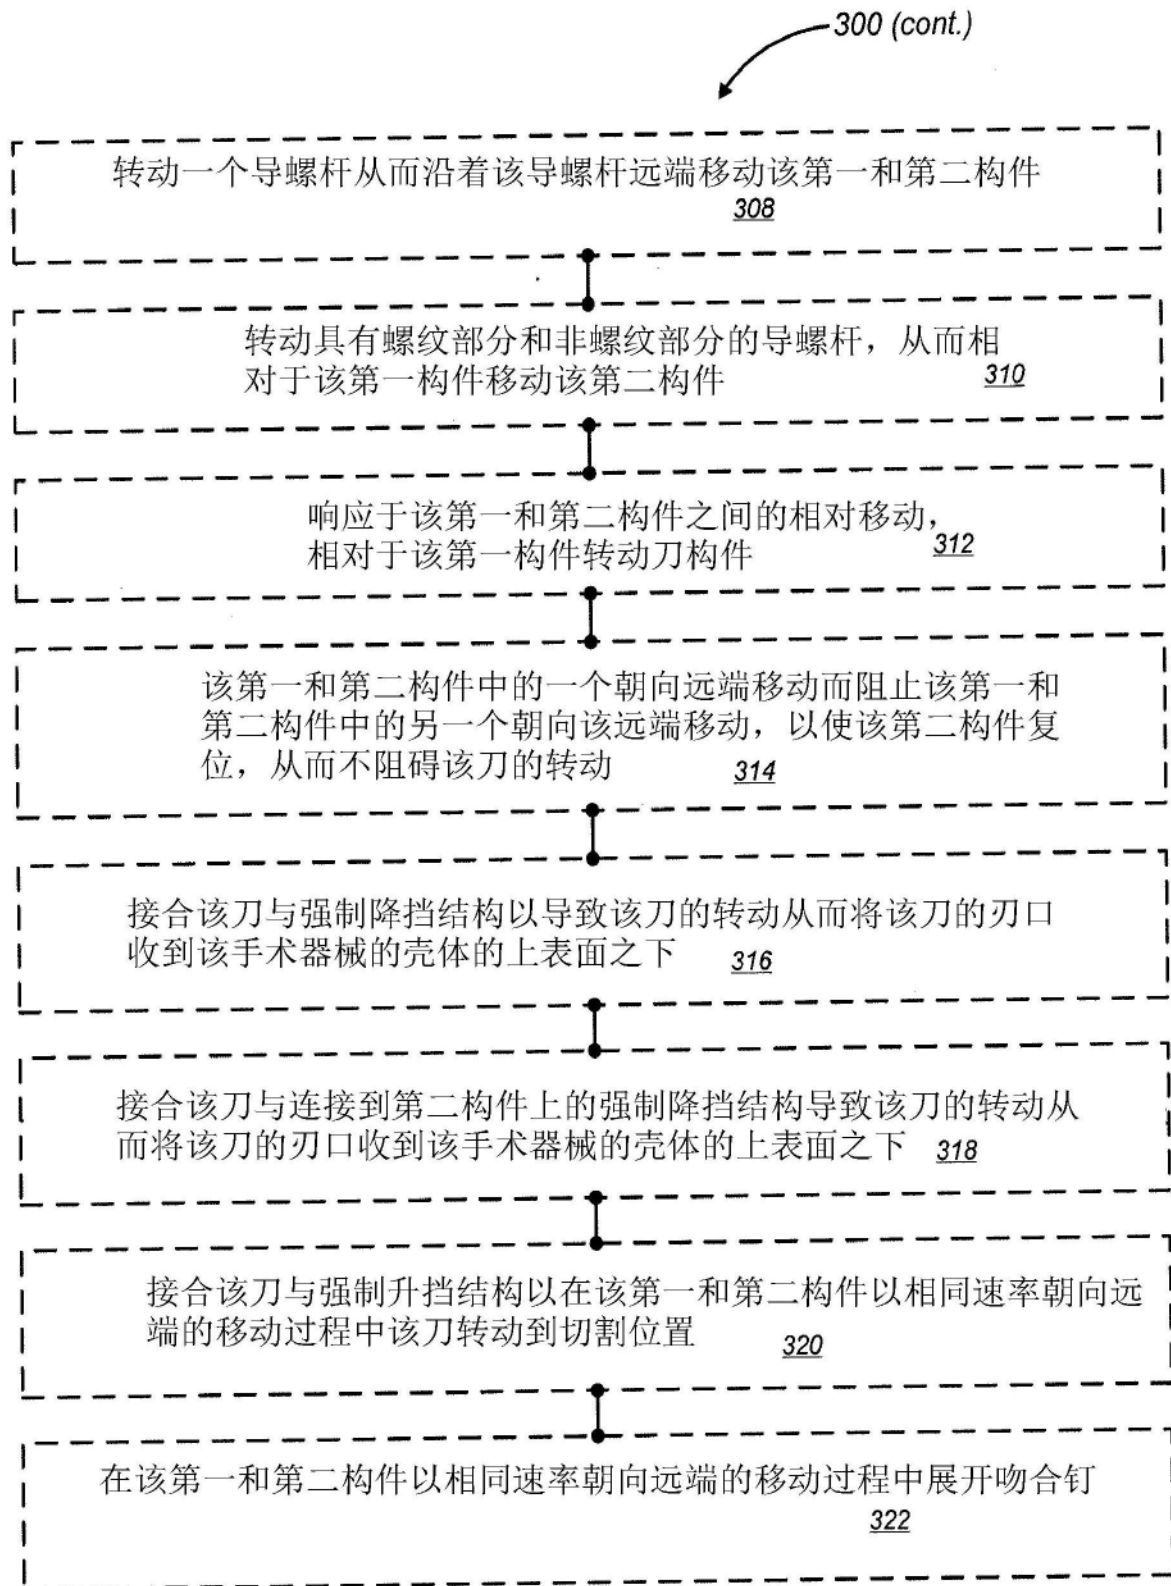 300 (cont.)
转动一个导螺杆从而沿着该导螺杆远端移动该第一和第二构件
308
转动具有螺纹部分和非螺纹部分的导螺杆，从而相
对于该第一构件移动该第二构件
310
响应于该第一和第二构件之间的相对移动，
相对于该第一构件转动刀构件
312
该第一和第二构件中的一个朝向远端移动而阻止该第一和
第二构件中的另一个朝向该远端移动，以使该第二构件复
位，从而不阻碍该刀的转动 314
接合该刀与强制降挡结构以导致该刀的转动从而将该刀的刃口
收到该手术器械的壳体的上表面之下 316
接合该刀与连接到第二构件上的强制降挡结构导致该刀的转动从
而将该刀的刃口收到该手术器械的壳体的上表面之下 318
接合该刀与强制升挡结构以在该第一和第二构件以相同速率朝向远
端的移动过程中该刀转动到切割位置 320
在该第一和第二构件以相同速率朝向远端的移动过程中展开吻合钉
322